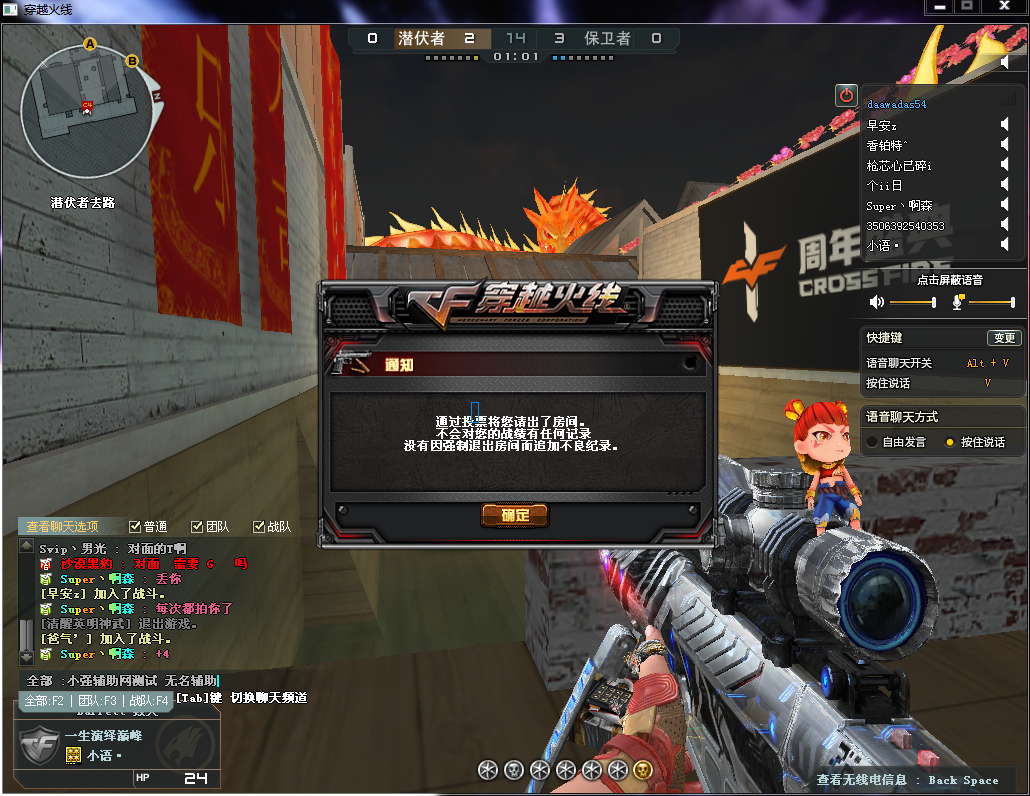 穿越火线
0 潜伏者 2 14 3 保卫者 0
01:01
A
B
N
C4
潜伏者去路
daawadas54
早安z
香铂特^
枪芯心已碎i
个ii日
Super丶啊森
3506392540353
小语▪
周年
CROSSFIRE
点击屏蔽语音
快捷键 变更
语音聊天开关 Alt + V
按住说话 V
语音聊天方式
自由发言 按住说话
CF穿越火线
MERCENARY FORCES CORPORATION
通知
通过投票将您请出了房间。
不会对您的战绩有任何记录
没有因强制退出房间而追加不良纪录。
确定
查看聊天选项 普通 团队 战队
Svip丶男光 : 对面的T啊
沙漠黑豹 : 对面 需要 G 吗
Super丶啊森 : 丢你
[早安z] 加入了战斗。
Super丶啊森 : 每次都拍你了
[清醒英明神武] 退出游戏。
[爸气’] 加入了战斗。
Super丶啊森 : +4
全部 :小强辅助网测试 无名辅助
全部:F2 | 团队:F3 | 战队:F4 [Tab]键 切换聊天频道
一生演绎巅峰
小语▪
HP 24
查看无线电信息 : Back Space